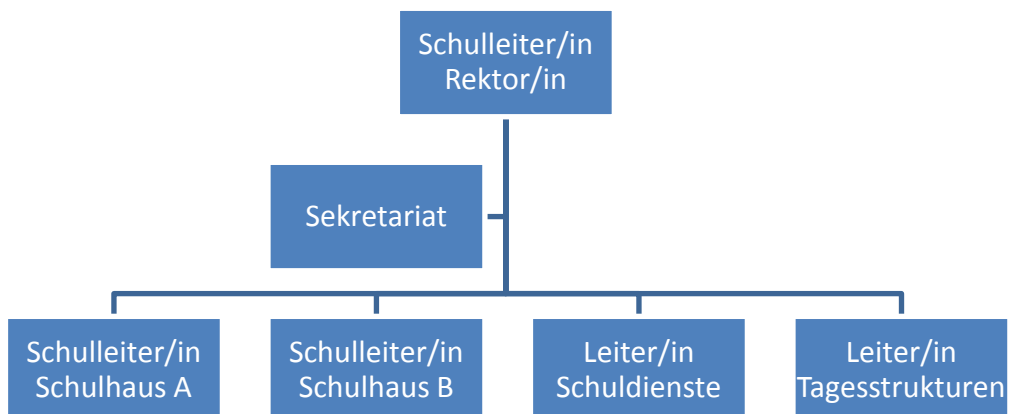 Schulleiter/in
Rektor/in
Sekretariat
Schulleiter/in
Schulhaus A
Schulleiter/in
Schulhaus B
Leiter/in
Schuldienste
Leiter/in
Tagesstrukturen